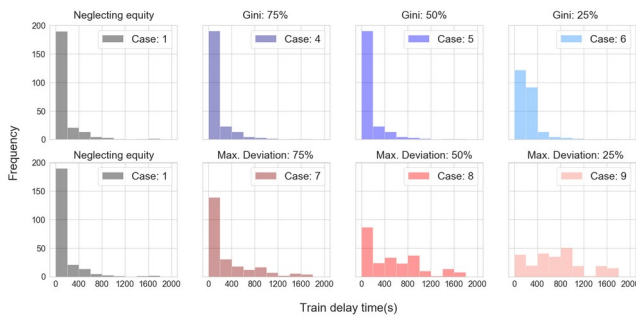 Neglecting equity Gini: 75% Gini: 50% Gini: 25%
200 Case: 1 Case: 4 Case: 5 Case: 6
150
100
50
0
Neglecting equity Max. Deviation: 75% Max. Deviation: 50% Max. Deviation: 25%
200 Case: 1 Case: 7 Case: 8 Case: 9
150
100
50
0
0 400 800 1200 1600 2000 0 400 800 1200 1600 2000 0 400 800 1200 1600 2000 0 400 800 1200 1600 2000
Frequency
Train delay time(s)